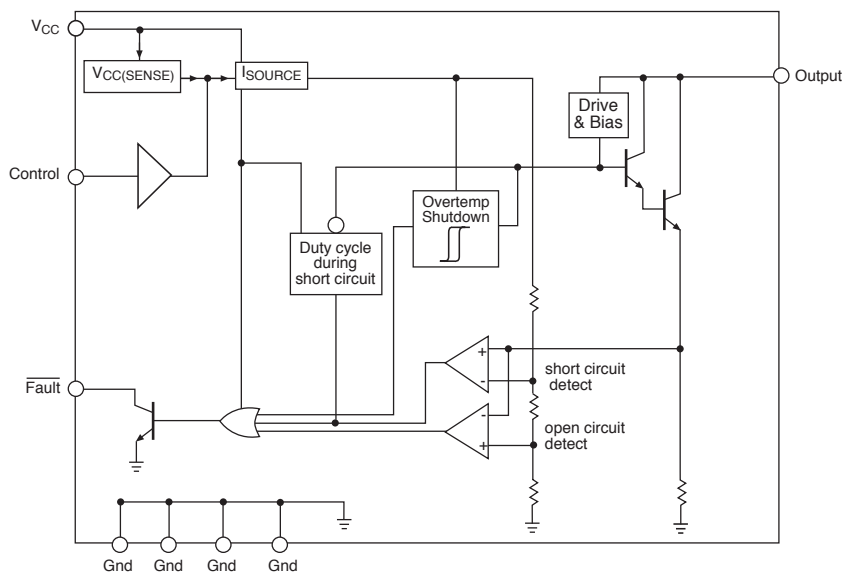 VCC
VCC(SENSE)
ISOURCE
Output
Drive
& Bias
Control
Overtemp
Shutdown
Duty cycle
during
short circuit
+
-
short circuit
detect
Fault
-
+
open circuit
detect
Gnd
Gnd
Gnd
Gnd